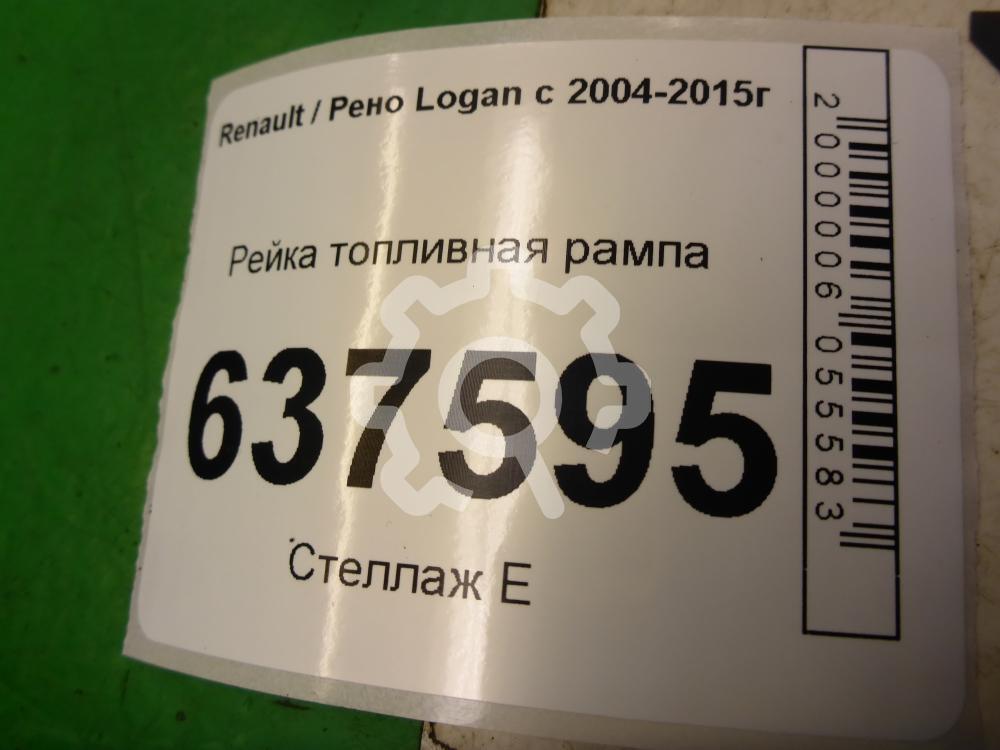 Renault / Рено Logan с 2004-2015г
Рейка топливная рампа
637595
Стеллаж Е
2000006055583